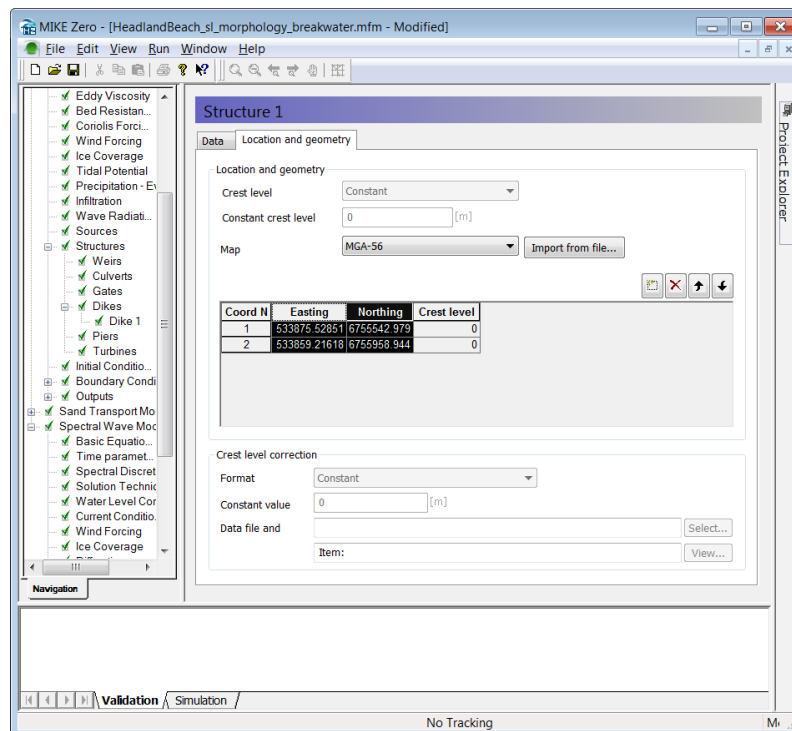 MIKE Zero - [HeadlandBeach_sl_morphology_breakwater.mfm - Modified]
File Edit View Run Window Help
Eddy Viscosity
Bed Resistan...
Coriolis Forci...
Wind Forcing
Ice Coverage
Tidal Potential
Precipitation - Ev
Infiltration
Wave Radiati...
Sources
Structures
Weirs
Culverts
Gates
Dikes
Dike 1
Piers
Turbines
Initial Conditio...
Boundary Condi
Outputs
Sand Transport Mo
Spectral Wave Moc
Basic Equatio...
Time paramet...
Spectral Discret
Solution Technic
Water Level Cor
Current Conditio.
Wind Forcing
Ice Coverage
Navigation
Structure 1
Data Location and geometry
Location and geometry
Crest level Constant
Constant crest level 0 [m]
Map MGA-56 Import from file...
Coord N Easting Northing Crest level
1 533875.52851 6755542.979 0
2 533859.21618 6755958.944 0
Crest level correction
Format Constant
Constant value 0 [m]
Data file and Select...
Item: View...
Project Explorer
Validation Simulation
No Tracking